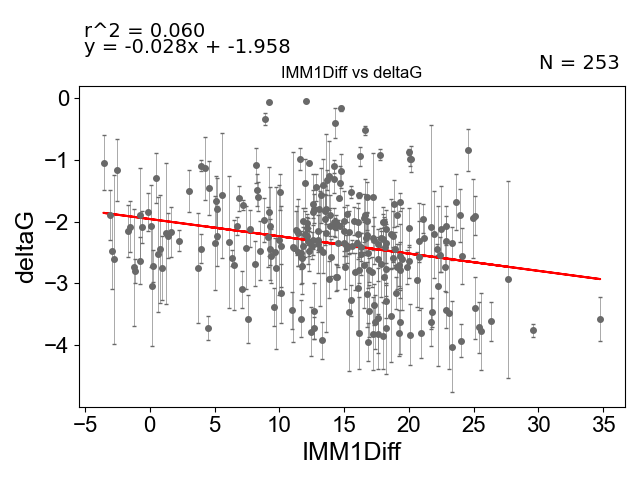 r^2 = 0.060
y = -0.028x + -1.958
N = 253
IMM1Diff vs deltaG
deltaG
0
−1
−2
−3
−4
−5
0
5
10
15
20
25
30
35
IMM1Diff